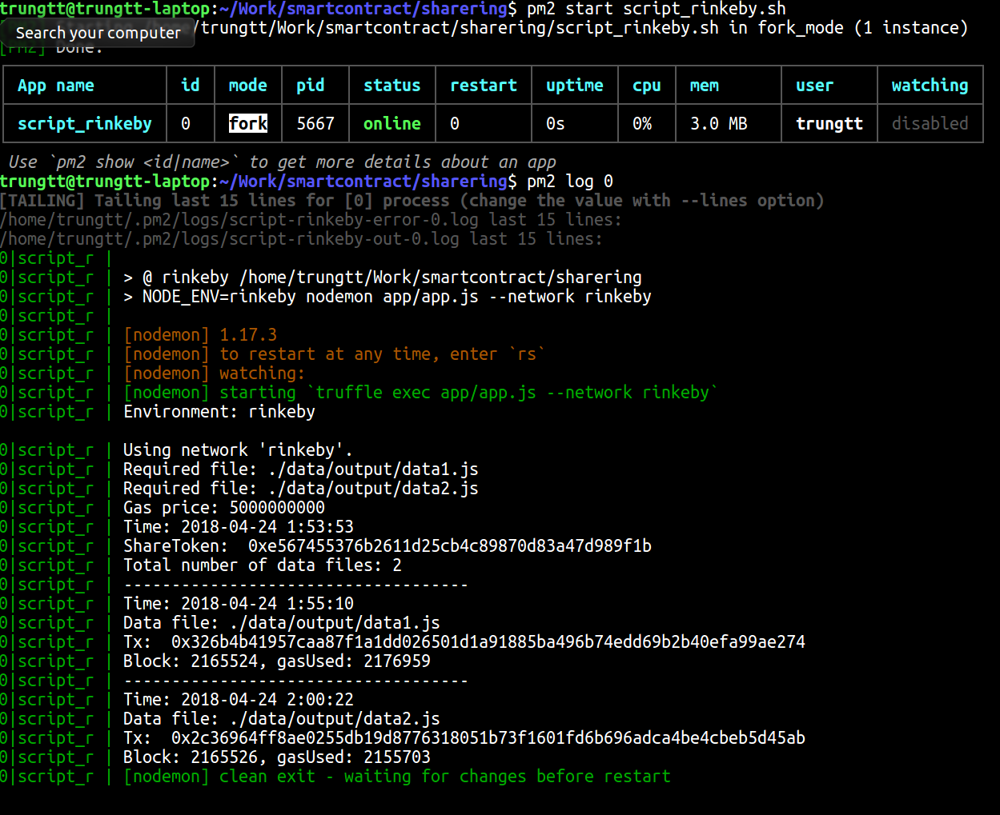 trungtt@trungtt-laptop:~/Work/smartcontract/sharering$ pm2 start script_rinkeby.sh
Search your computer
/trungtt/Work/smartcontract/sharering/script_rinkeby.sh in fork_mode (1 instance)
[PM2] Done.
App name id mode pid status restart uptime cpu mem user watching
script_rinkeby 0 fork 5667 online 0 0s 0% 3.0 MB trungtt disabled
Use `pm2 show <id|name>` to get more details about an app
trungtt@trungtt-laptop:~/Work/smartcontract/sharering$ pm2 log 0
[TAILING] Tailing last 15 lines for [0] process (change the value with --lines option)
/home/trungtt/.pm2/logs/script-rinkeby-error-0.log last 15 lines:
/home/trungtt/.pm2/logs/script-rinkeby-out-0.log last 15 lines:
0|script_r |
0|script_r | > @ rinkeby /home/trungtt/Work/smartcontract/sharering
0|script_r | > NODE_ENV=rinkeby nodemon app/app.js --network rinkeby
0|script_r |
0|script_r | [nodemon] 1.17.3
0|script_r | [nodemon] to restart at any time, enter `rs`
0|script_r | [nodemon] watching:
0|script_r | [nodemon] starting `truffle exec app/app.js --network rinkeby`
0|script_r | Environment: rinkeby
0|script_r | Using network 'rinkeby'.
0|script_r | Required file: ./data/output/data1.js
0|script_r | Required file: ./data/output/data2.js
0|script_r | Gas price: 5000000000
0|script_r | Time: 2018-04-24 1:53:53
0|script_r | ShareToken:  0xe567455376b2611d25cb4c89870d83a47d989f1b
0|script_r | Total number of data files: 2
0|script_r | ------------------------------------
0|script_r | Time: 2018-04-24 1:55:10
0|script_r | Data file: ./data/output/data1.js
0|script_r | Tx:  0x326b4b41957caa87f1a1dd026501d1a91885ba496b74edd69b2b40efa99ae274
0|script_r | Block: 2165524, gasUsed: 2176959
0|script_r | ------------------------------------
0|script_r | Time: 2018-04-24 2:00:22
0|script_r | Data file: ./data/output/data2.js
0|script_r | Tx:  0x2c36964ff8ae0255db19d8776318051b73f1601fd6b696adca4be4cbeb5d45ab
0|script_r | Block: 2165526, gasUsed: 2155703
0|script_r | [nodemon] clean exit - waiting for changes before restart